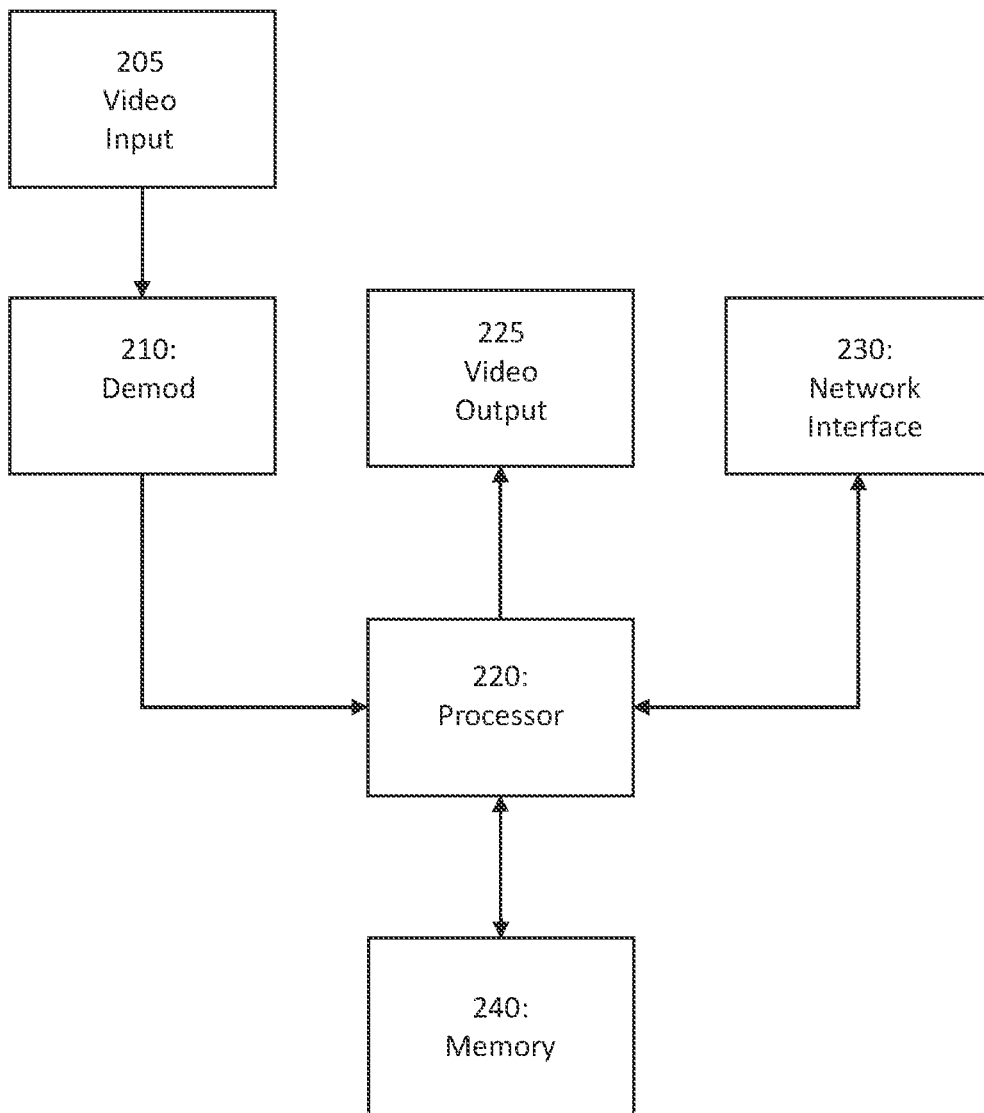 205
Video
Input
210:
Demod
225
Video
Output
230:
Network
Interface
220:
Processor
240:
Memory